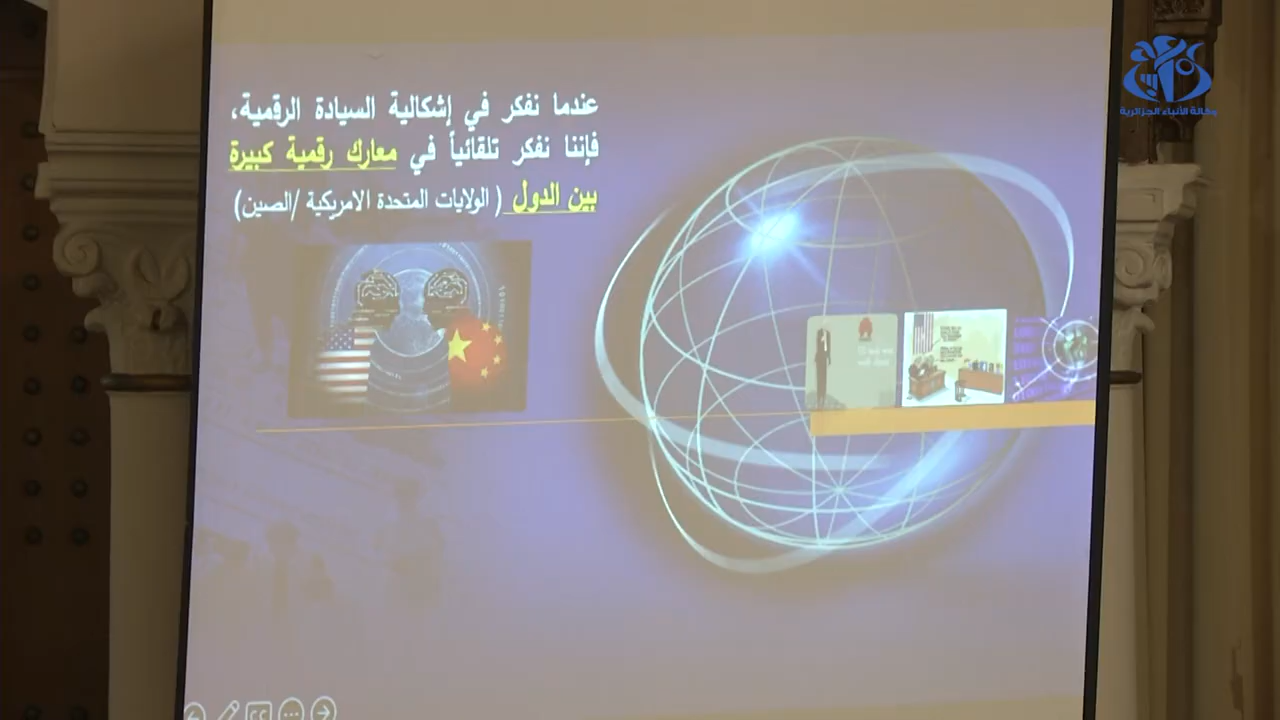 عندما نفكر في إشكالية السيادة الرقمية،
فإننا نفكر تلقائياً في معارك رقمية كبيرة
بين الدول ( الولايات المتحدة الامريكية /الصين)
وكالة الأنباء الجزائرية
CC